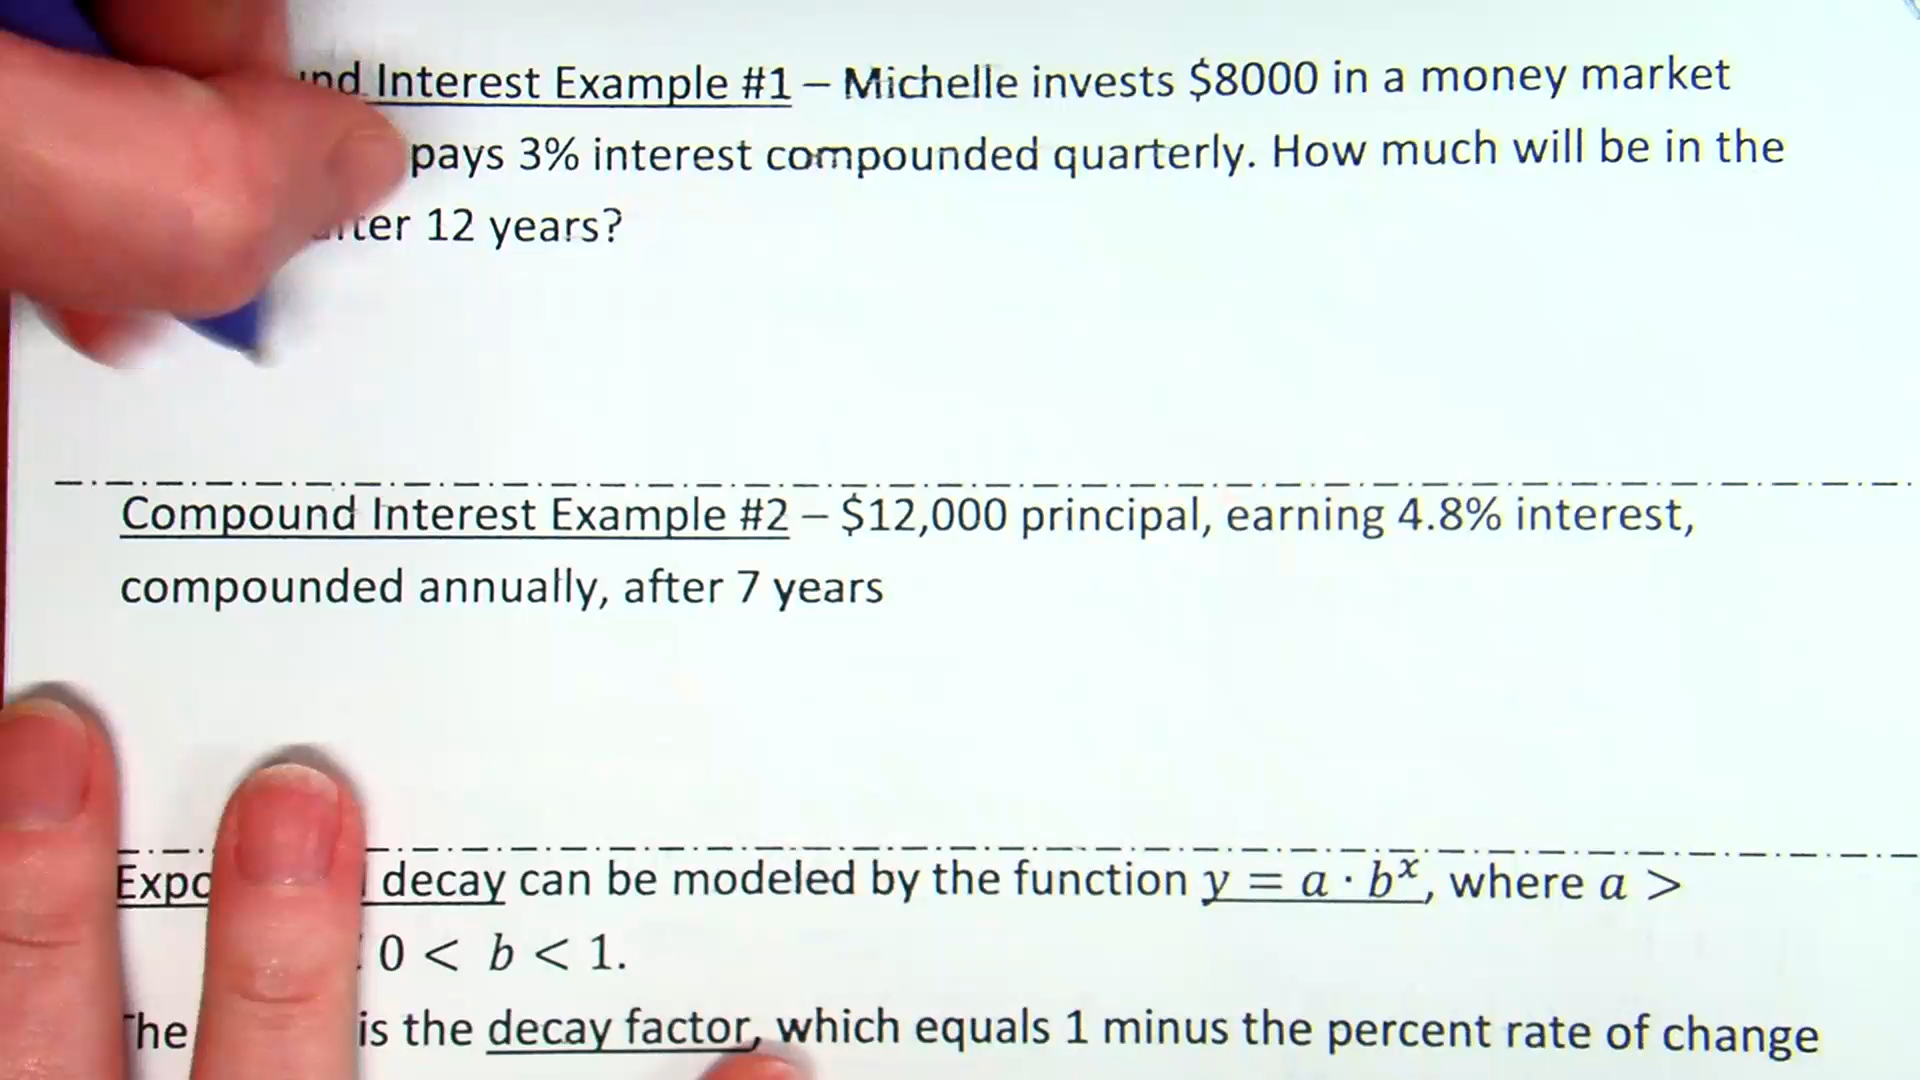 Interest Example #1 – Michelle invests $8000 in a money market
pays 3% interest compounded quarterly. How much will be in the
12 years?
Compound Interest Example #2 – $12,000 principal, earning 4.8% interest,
compounded annually, after 7 years
decay can be modeled by the function y = a · bˣ, where a >
0 < b < 1.
is the decay factor, which equals 1 minus the percent rate of change